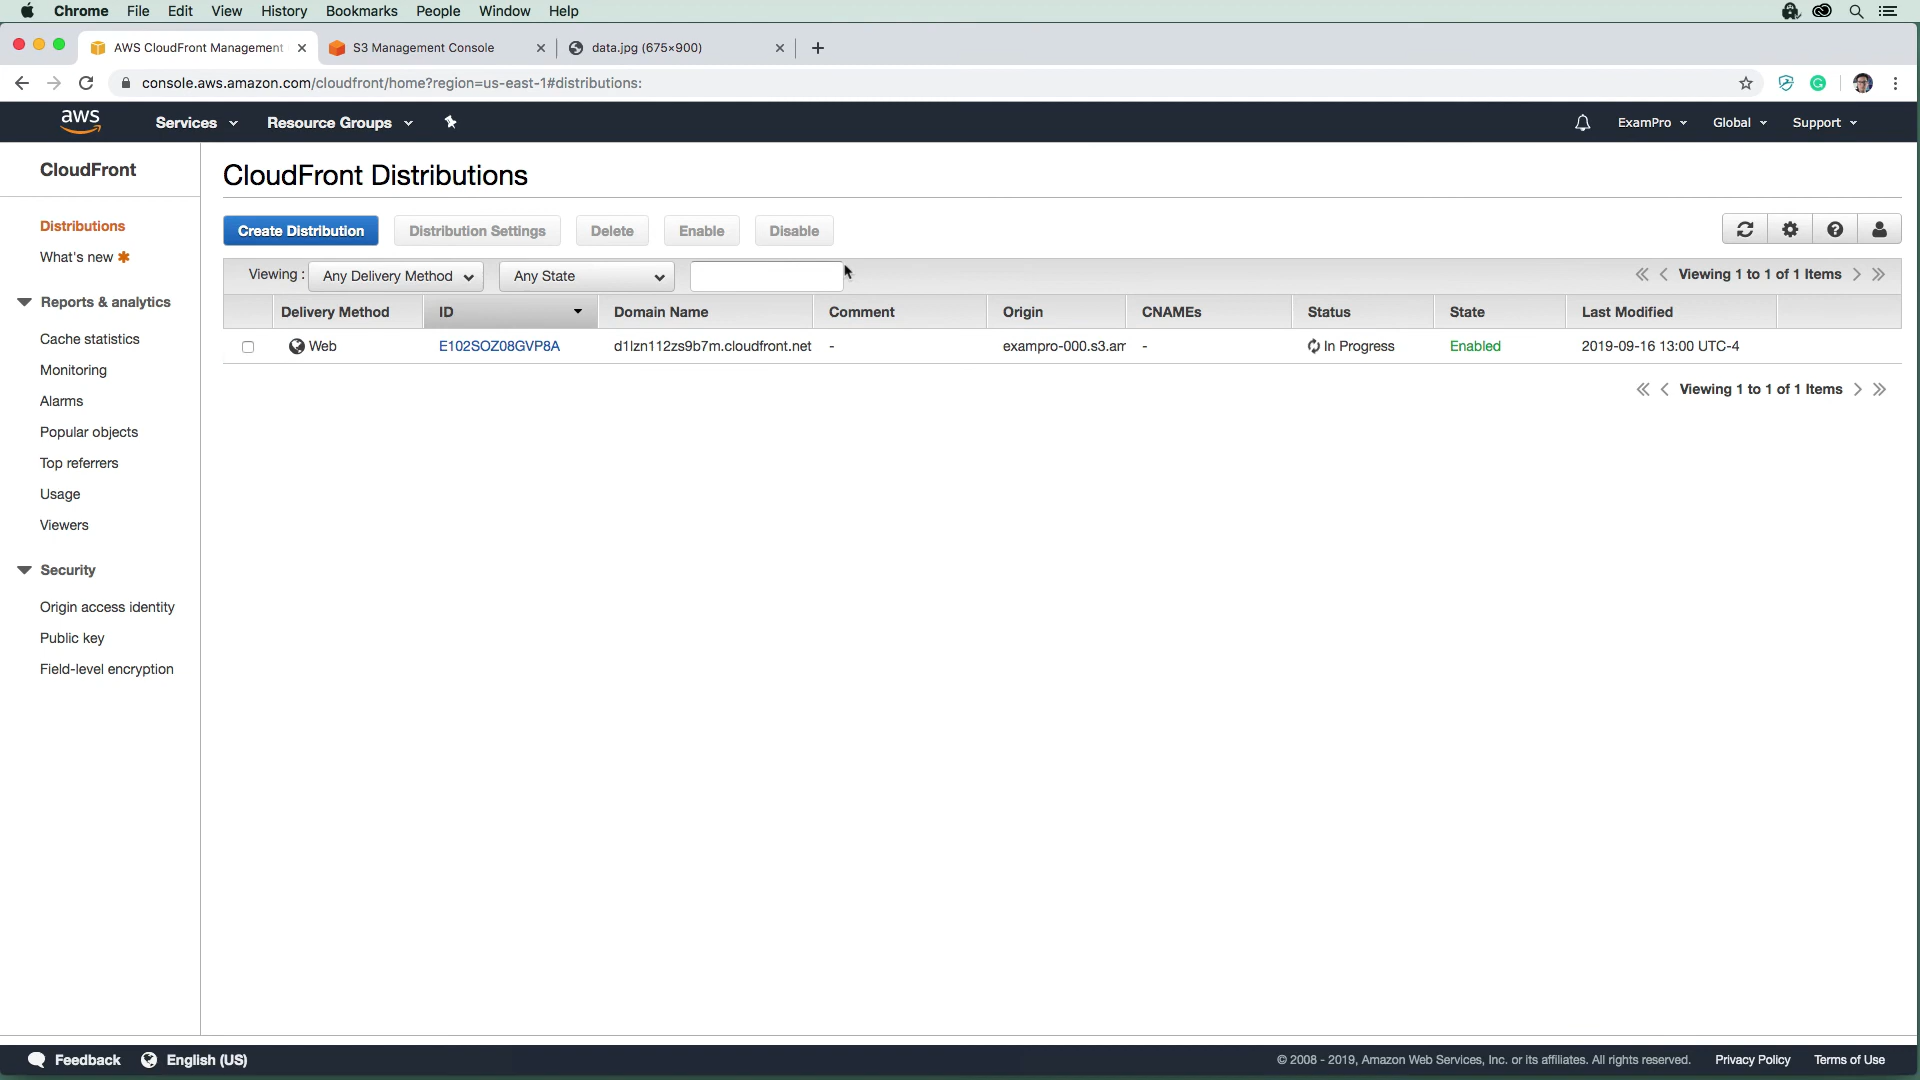 Chrome File Edit View History Bookmarks People Window Help
AWS CloudFront Management
S3 Management Console
data.jpg (675×900)
console.aws.amazon.com/cloudfront/home?region=us-east-1#distributions:
aws Services Resource Groups ExamPro Global Support
CloudFront
Distributions
What's new
Reports & analytics
Cache statistics
Monitoring
Alarms
Popular objects
Top referrers
Usage
Viewers
Security
Origin access identity
Public key
Field-level encryption
CloudFront Distributions
Create Distribution Distribution Settings Delete Enable Disable
Viewing : Any Delivery Method Any State Viewing 1 to 1 of 1 Items
Delivery Method ID Domain Name Comment Origin CNAMEs Status State Last Modified
Web E102SOZ08GVP8A d1lzn112zs9b7m.cloudfront.net - exampro-000.s3.am - In Progress Enabled 2019-09-16 13:00 UTC-4
Viewing 1 to 1 of 1 Items
Feedback English (US) © 2008 - 2019, Amazon Web Services, Inc. or its affiliates. All rights reserved. Privacy Policy Terms of Use